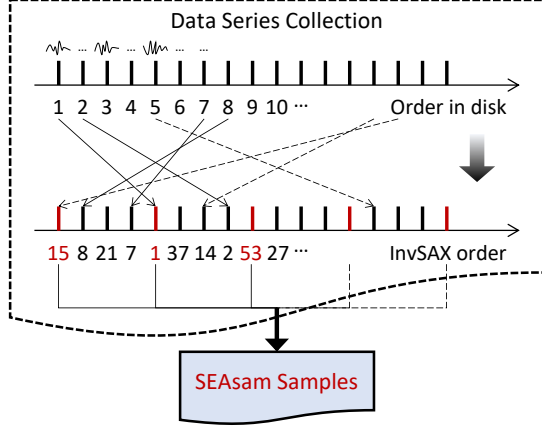 Data Series Collection
... ... ... ...
1 2 3 4 5 6 7 8 9 10 ... Order in disk
15 8 21 7 1 37 14 2 53 27 ... InvSAX order
SEAsam Samples